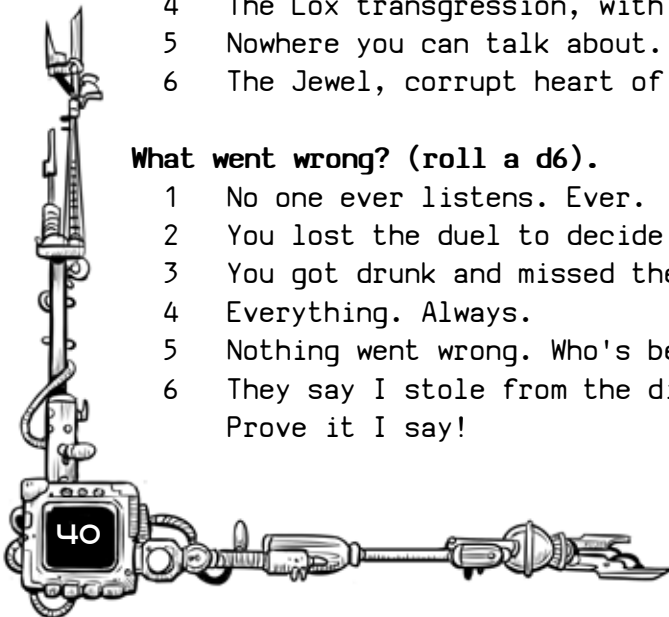 4 The Lox transgression, with
5 Nowhere you can talk about.
6 The Jewel, corrupt heart of
What went wrong? (roll a d6).
1 No one ever listens. Ever.
2 You lost the duel to decide
3 You got drunk and missed the
4 Everything. Always.
5 Nothing went wrong. Who's be
6 They say I stole from the di
Prove it I say!
40